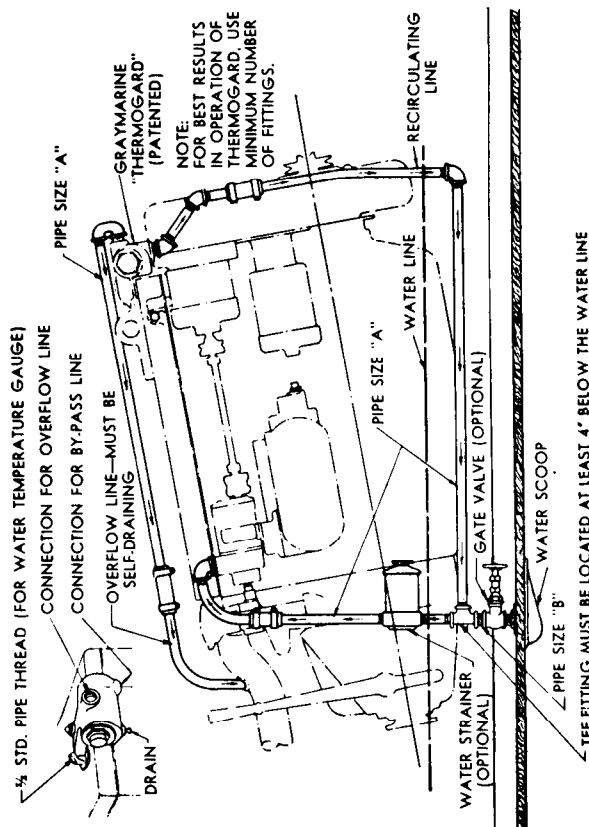 ½ STD. PIPE THREAD (FOR WATER TEMPERATURE GAUGE)
CONNECTION FOR OVERFLOW LINE
CONNECTION FOR BY-PASS LINE
OVERFLOW LINE—MUST BE
SELF-DRAINING
DRAIN
PIPE SIZE "A"
GRAYMARINE
"THERMOGARD"
(PATENTED)
NOTE:
FOR BEST RESULTS
IN OPERATION OF
THERMOGARD, USE
MINIMUM NUMBER
OF FITTINGS.
RECIRCULATING
LINE
WATER LINE
PIPE SIZE "A"
GATE VALVE (OPTIONAL)
WATER SCOOP
WATER STRAINER
(OPTIONAL)
PIPE SIZE "B"
TEE FITTING MUST BE LOCATED AT LEAST 4" BELOW THE WATER LINE